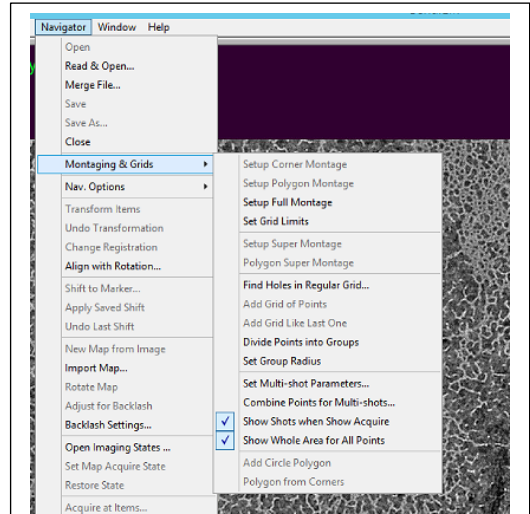 Navigator Window Help
Open
Read & Open...
Merge File...
Save
Save As...
Close
Montaging & Grids
Nav. Options
Transform Items
Undo Transformation
Change Registration
Align with Rotation...
Shift to Marker...
Apply Saved Shift
Undo Last Shift
New Map from Image
Import Map...
Rotate Map
Adjust for Backlash
Backlash Settings...
Open Imaging States ...
Set Map Acquire State
Restore State
Acquire at Items...
Setup Corner Montage
Setup Polygon Montage
Setup Full Montage
Set Grid Limits
Setup Super Montage
Polygon Super Montage
Find Holes in Regular Grid...
Add Grid of Points
Add Grid Like Last One
Divide Points into Groups
Set Group Radius
Set Multi-shot Parameters...
Combine Points for Multi-shots...
Show Shots when Show Acquire
Show Whole Area for All Points
Add Circle Polygon
Polygon from Corners